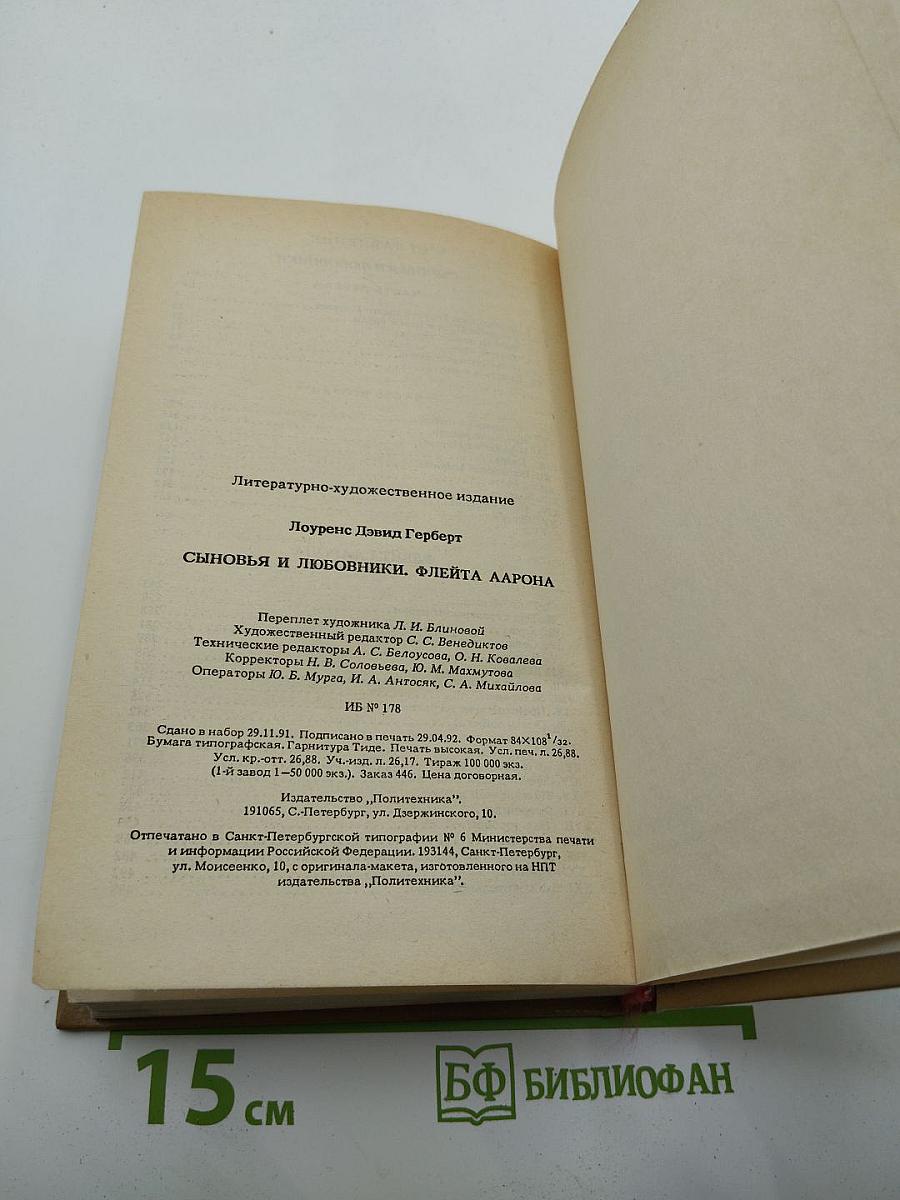 Литературно-художественное издание
Лоуренс Дэвид Герберт
СЫНОВЬЯ И ЛЮБОВНИКИ. ФЛЕЙТА ААРОНА
Переплет художника Л. И. Блиновой
Художественный редактор С. С. Венедиктов
Технические редакторы А. С. Белоусова, О. Н. Ковалева
Корректоры Н. В. Соловьева, Ю. М. Махмутова
Операторы Ю. Б. Мурга, И. А. Антосяк, С. А. Михайлова
ИБ № 178
Сдано в набор 29.11.91. Подписано в печать 29.04.92. Формат 84×108¹/32.
Бумага типографская. Гарнитура Тиде. Печать высокая. Усл. печ. л. 26,88.
Усл. кр.-отт. 26,88. Уч.-изд. л. 26,17. Тираж 100 000 экз.
(1-й завод 1—50 000 экз.). Заказ 446. Цена договорная.
Издательство „Политехника”.
191065, С.-Петербург, ул. Дзержинского, 10.
Отпечатано в Санкт-Петербургской типографии № 6 Министерства печати
и информации Российской Федерации. 193144, Санкт-Петербург,
ул. Моисеенко, 10, с оригинала-макета, изготовленного на НПТ
издательства „Политехника”.
15 см
БФ БИБЛИОФАН